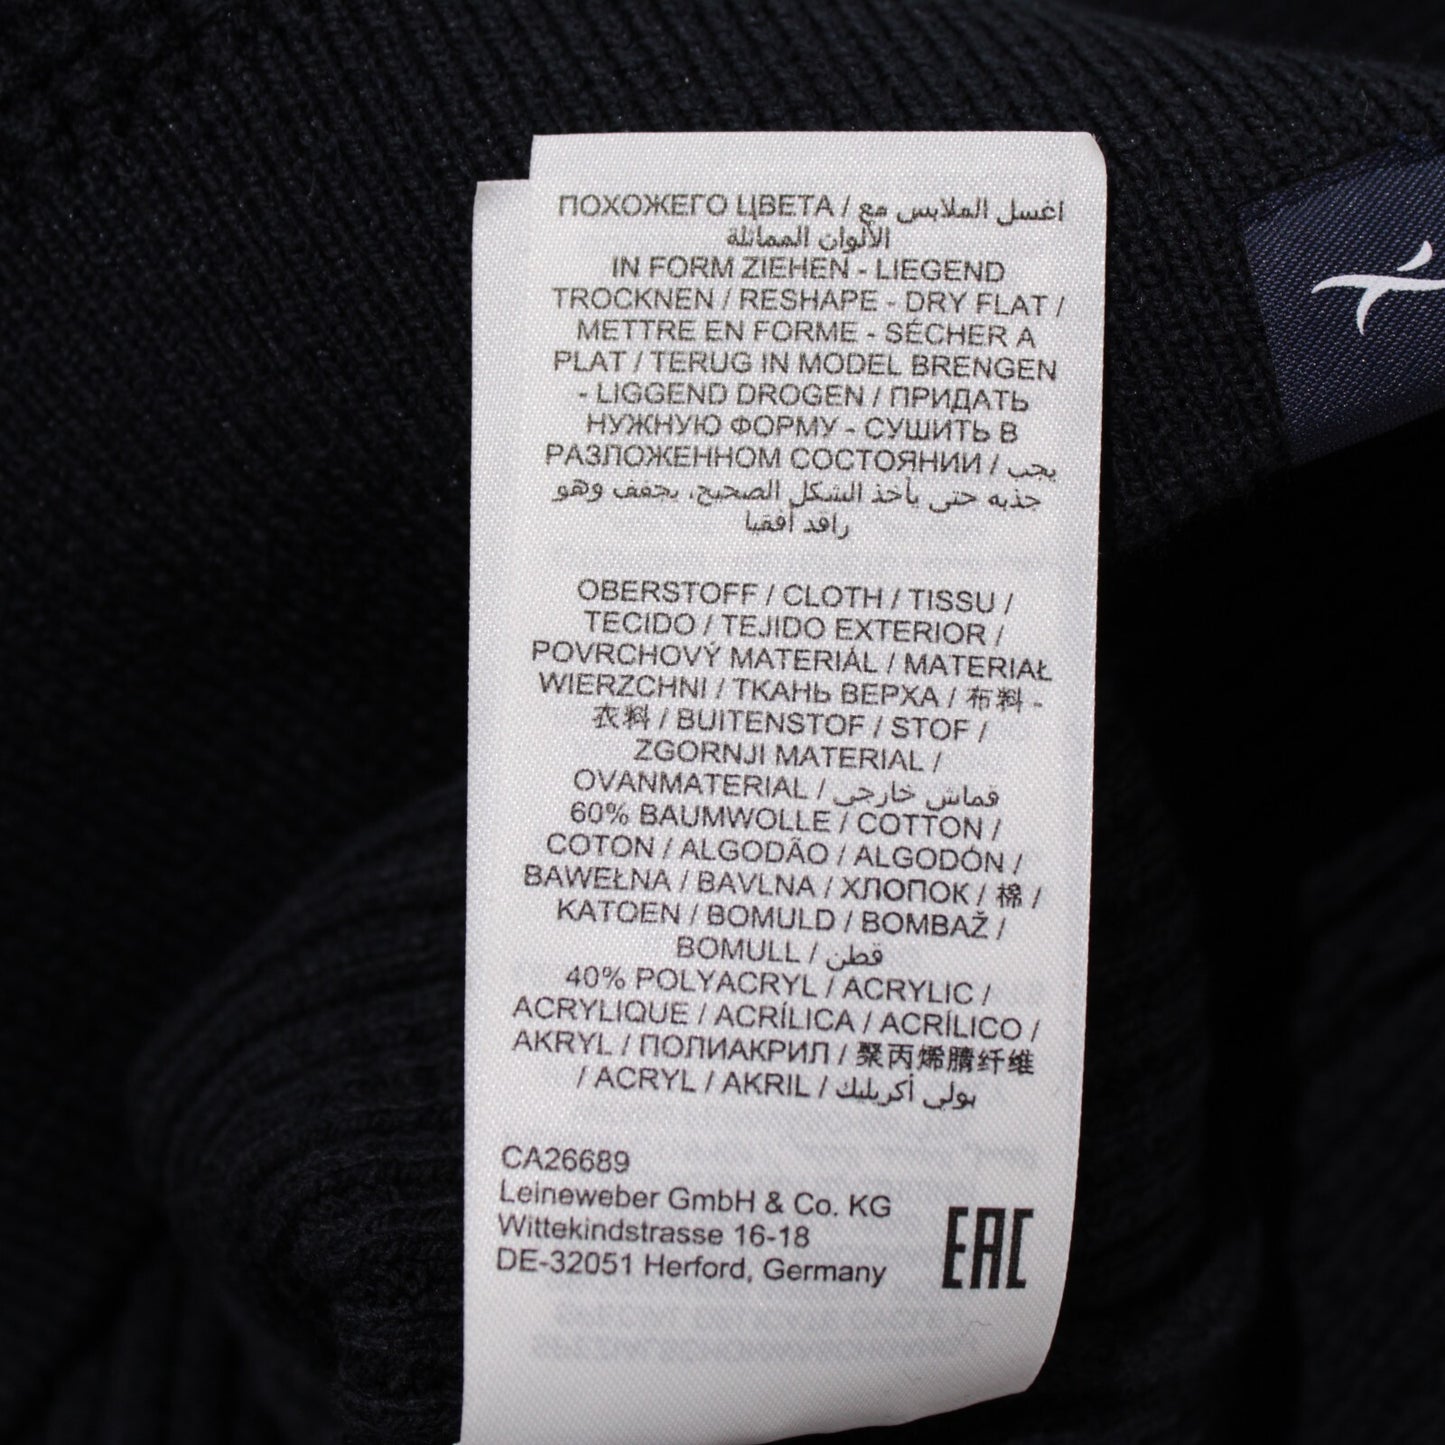 ПОХОЖЕГО ЦВЕТА / اغسل الملابس مع
الألوان المماثلة
IN FORM ZIEHEN - LIEGEND
TROCKNEN / RESHAPE - DRY FLAT /
METTRE EN FORME - SÉCHER A
PLAT / TERUG IN MODEL BRENGEN
- LIGGEND DROGEN / ПРИДАТЬ
НУЖНУЮ ФОРМУ - СУШИТЬ В
РАЗЛОЖЕННОМ СОСТОЯНИИ / يجب
جذبه حتى يأخذ الشكل الصحيح، يجفف وهو
راقد أفقيا
OBERSTOFF / CLOTH / TISSU /
TECIDO / TEJIDO EXTERIOR /
POVRCHOVÝ MATERIÁL / MATERIAŁ
WIERZCHNI / ТКАНЬ ВЕРХА / 布料 -
衣料 / BUITENSTOF / STOF /
ZGORNJI MATERIAL /
OVANMATERIAL / قماش خارجي
60% BAUMWOLLE / COTTON /
COTON / ALGODÃO / ALGODÓN /
BAWEŁNA / BAVLNA / ХЛОПОК / 棉 /
KATOEN / BOMULD / BOMBAŽ /
BOMULL / قطن
40% POLYACRYL / ACRYLIC /
ACRYLIQUE / ACRÍLICA / ACRÍLICO /
AKRYL / ПОЛИАКРИЛ / 聚丙烯腈纤维
/ ACRYL / AKRIL / بولي أكريليك
CA26689
Leineweber GmbH & Co. KG
Wittekindstrasse 16-18
DE-32051 Herford, Germany
EAC